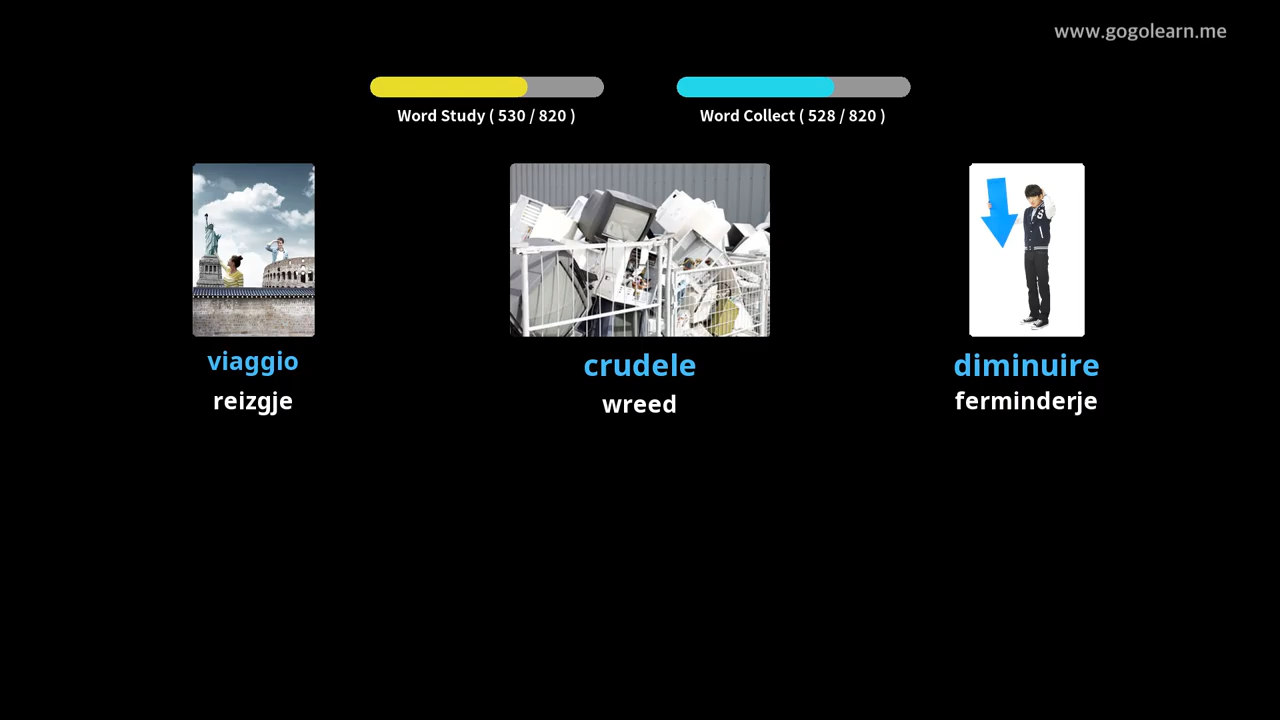 www.gogolearn.me
Word Study ( 530 / 820 )
Word Collect ( 528 / 820 )
viaggio
reizgje
crudele
wreed
diminuire
ferminderje